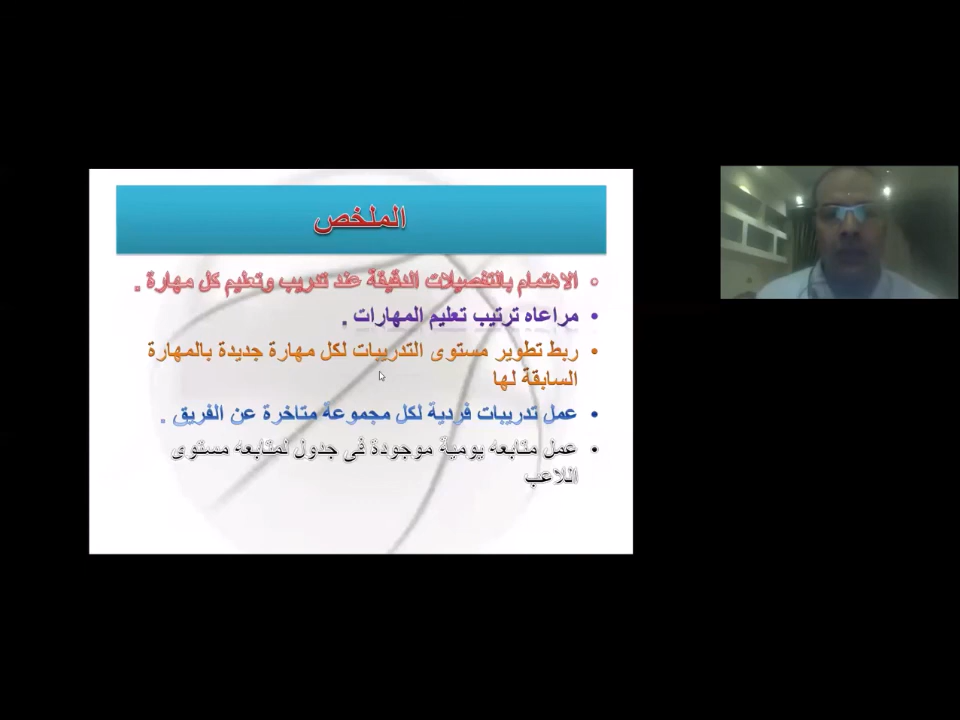 الملخص
• الاهتمام بالتفصيلات الدقيقة عند تدريب وتعليم كل مهارة .
• مراعاه ترتيب تعليم المهارات .
• ربط تطوير مستوى التدريبات لكل مهارة جديدة بالمهارة
السابقة لها
• عمل تدريبات فردية لكل مجموعة متاخرة عن الفريق .
• عمل متابعه يومية موجودة في جدول لمتابعه مستوى
اللاعب